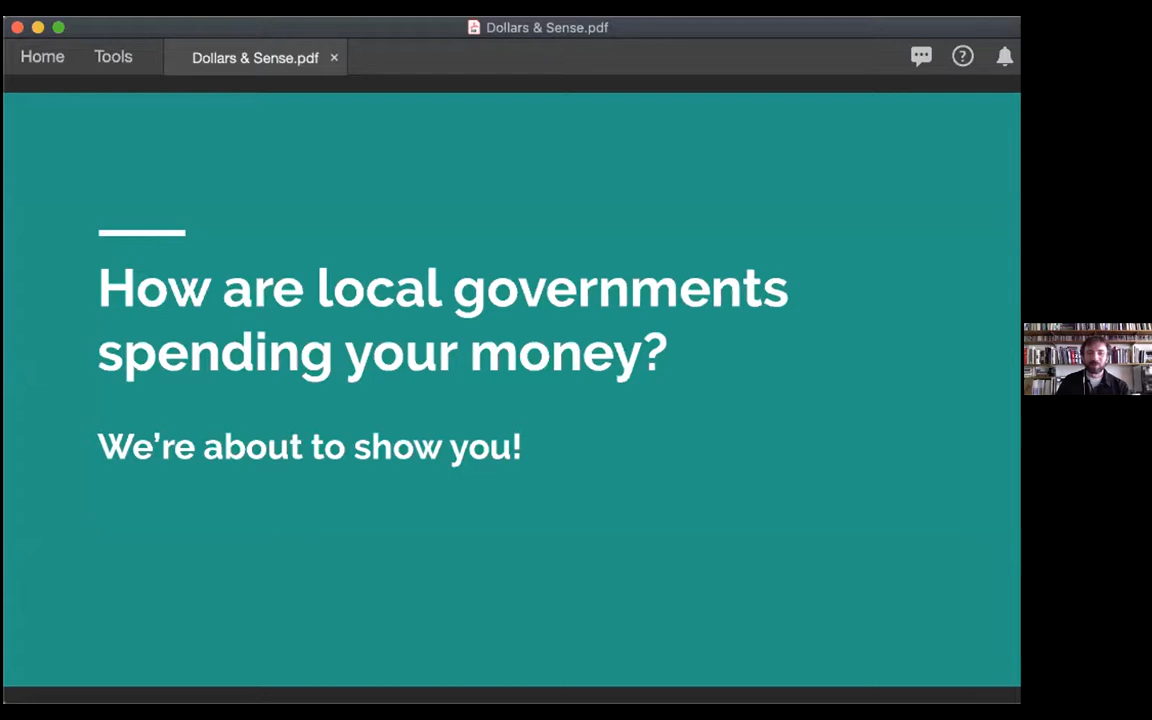 Dollars & Sense.pdf
Home
Tools
Dollars & Sense.pdf ×
How are local governments
spending your money?
We're about to show you!